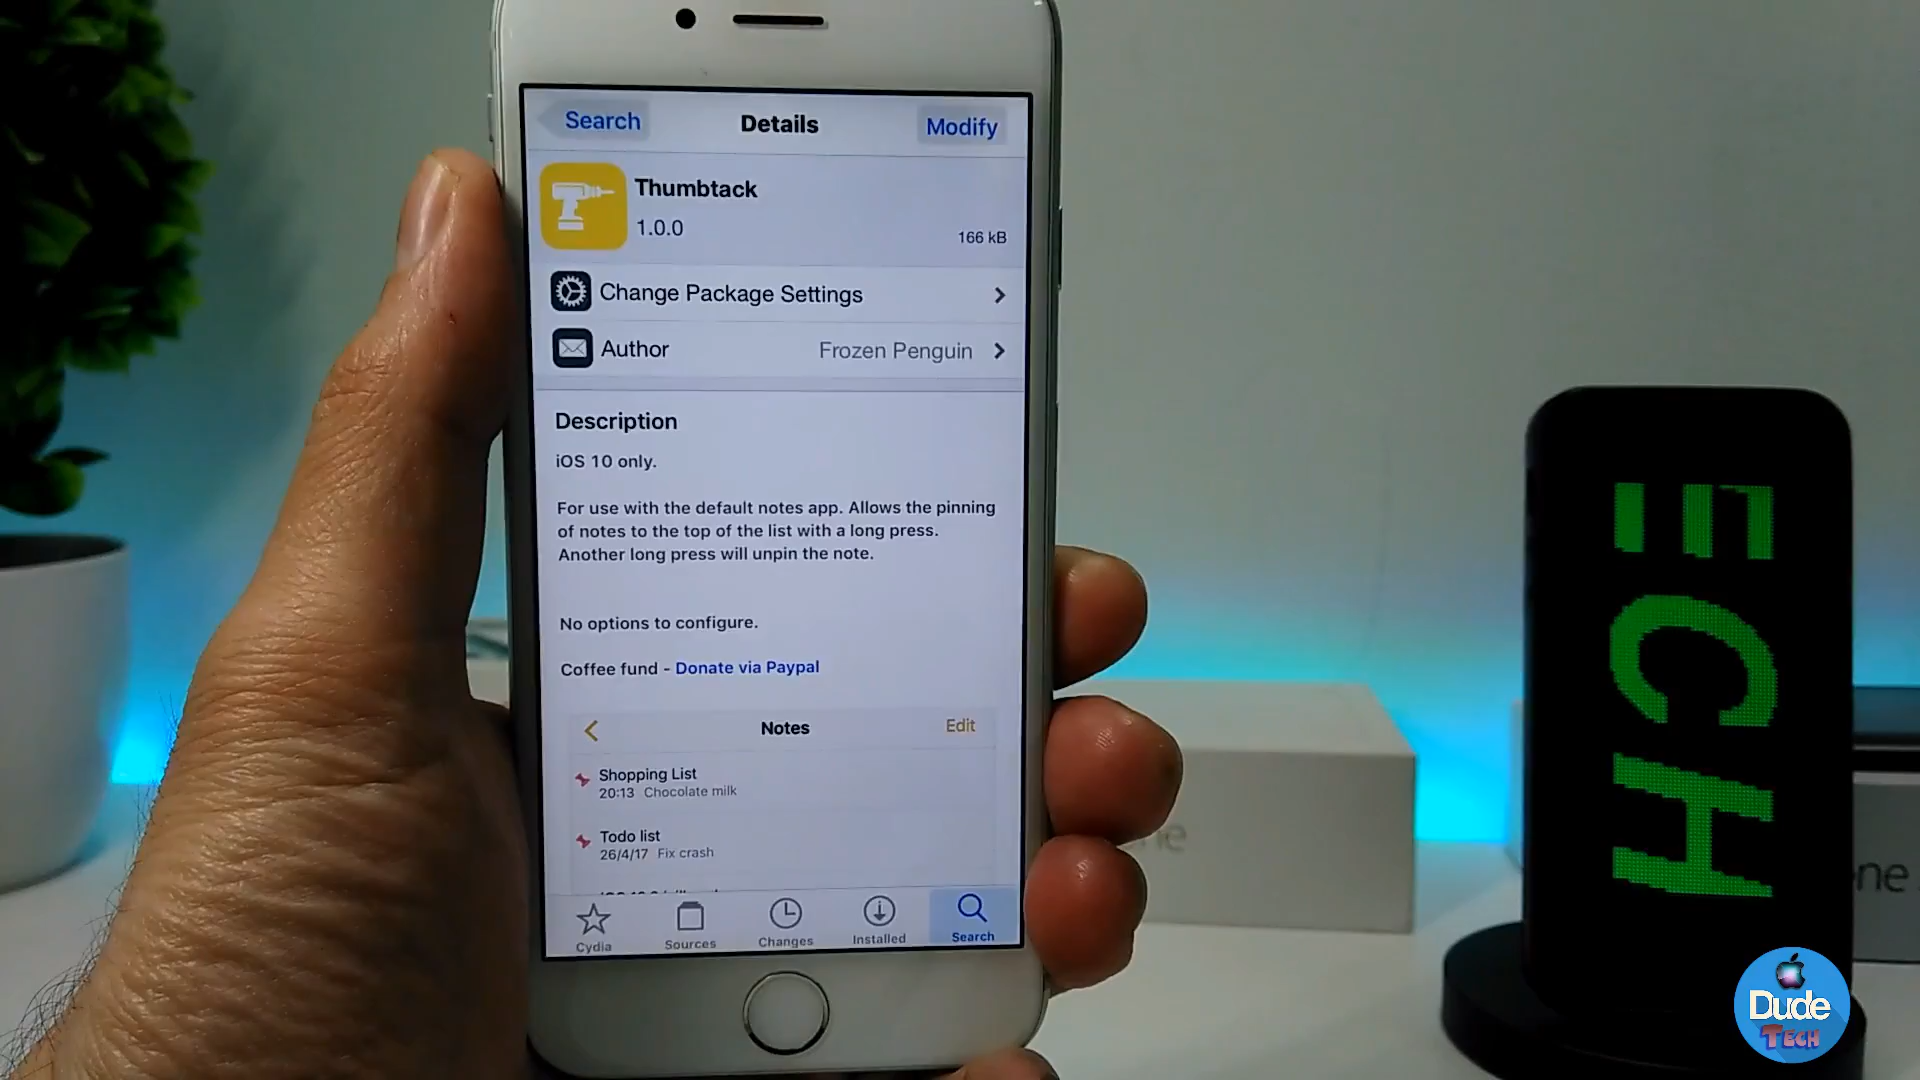 Search
Details
Modify
Thumbtack
1.0.0
166 kB
Change Package Settings
Author
Frozen Penguin
Description
iOS 10 only.
For use with the default notes app. Allows the pinning
of notes to the top of the list with a long press.
Another long press will unpin the note.
No options to configure.
Coffee fund - Donate via Paypal
Notes
Edit
Shopping List
20:13 Chocolate milk
Todo list
26/4/17 Fix crash
Cydia
Sources
Changes
Installed
Search
ECH
Dude
TECH